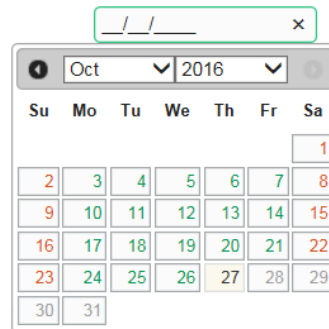 __/__/____ ×
Oct 2016
Su Mo Tu We Th Fr Sa
1
2 3 4 5 6 7 8
9 10 11 12 13 14 15
16 17 18 19 20 21 22
23 24 25 26 27 28 29
30 31